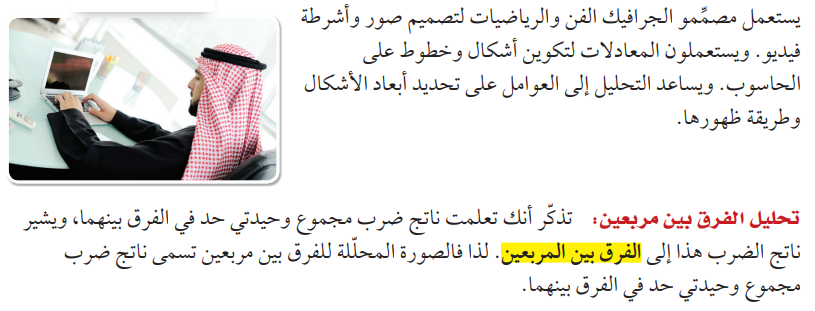 يستعمل مصمِّمو الجرافيك الفن والرياضيات لتصميم صور وأشرطة
فيديو. ويستعملون المعادلات لتكوين أشكال وخطوط على
الحاسوب. ويساعد التحليل إلى العوامل على تحديد أبعاد الأشكال
وطريقة ظهورها.
تحليل الفرق بين مربعين: تذكّر أنك تعلمت ناتج ضرب مجموع وحيدتي حد في الفرق بينهما، ويشير
ناتج الضرب هذا إلى الفرق بين المربعين. لذا فالصورة المحلّلة للفرق بين مربعين تسمى ناتج ضرب
مجموع وحيدتي حد في الفرق بينهما.